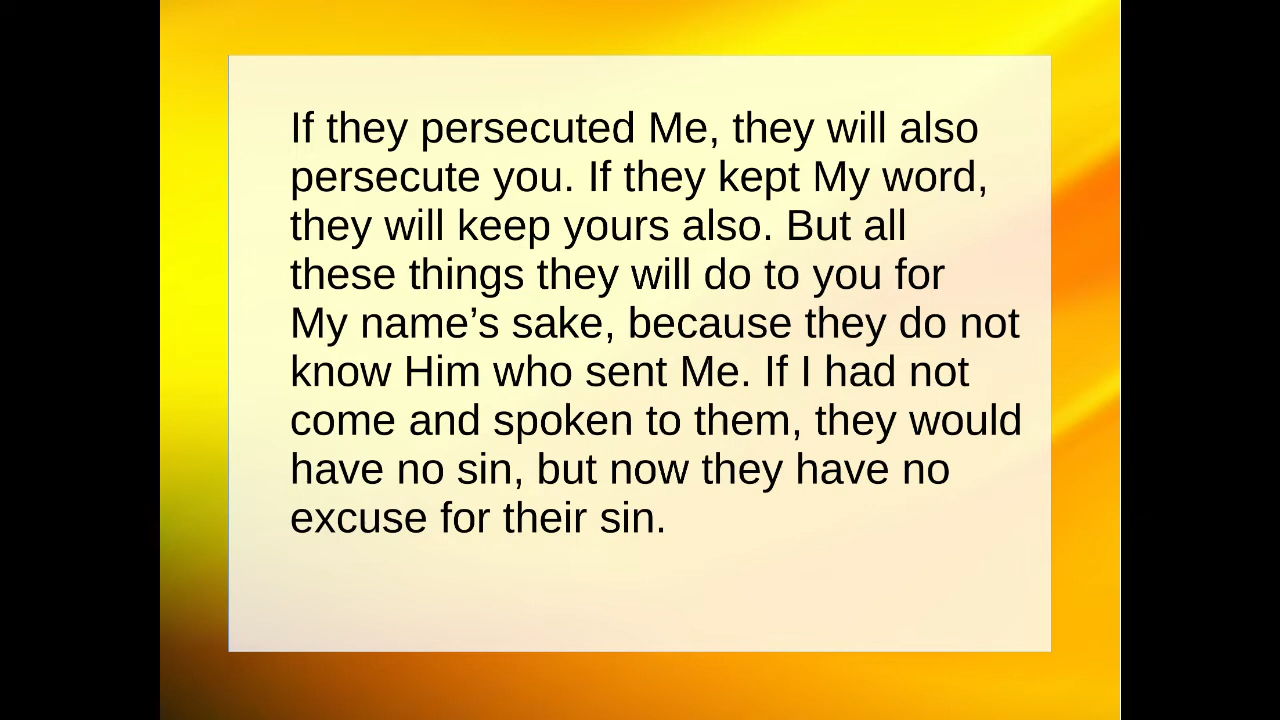 If they persecuted Me, they will also
persecute you. If they kept My word,
they will keep yours also. But all
these things they will do to you for
My name’s sake, because they do not
know Him who sent Me. If I had not
come and spoken to them, they would
have no sin, but now they have no
excuse for their sin.